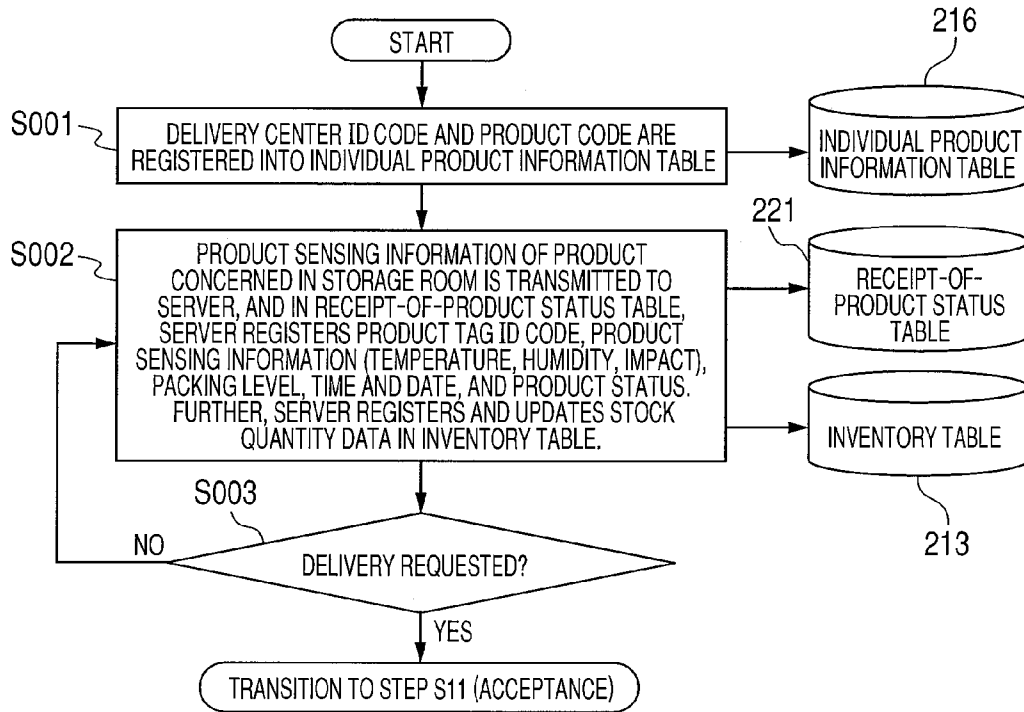 START
216
S001
DELIVERY CENTER ID CODE AND PRODUCT CODE ARE
REGISTERED INTO INDIVIDUAL PRODUCT INFORMATION TABLE
INDIVIDUAL PRODUCT
INFORMATION TABLE
S002
PRODUCT SENSING INFORMATION OF PRODUCT
CONCERNED IN STORAGE ROOM IS TRANSMITTED TO
SERVER, AND IN RECEIPT-OF-PRODUCT STATUS TABLE,
SERVER REGISTERS PRODUCT TAG ID CODE, PRODUCT
SENSING INFORMATION (TEMPERATURE, HUMIDITY, IMPACT),
PACKING LEVEL, TIME AND DATE, AND PRODUCT STATUS.
FURTHER, SERVER REGISTERS AND UPDATES STOCK
QUANTITY DATA IN INVENTORY TABLE.
221
RECEIPT-OF-
PRODUCT STATUS
TABLE
INVENTORY TABLE
213
S003
NO
DELIVERY REQUESTED?
YES
TRANSITION TO STEP S11 (ACCEPTANCE)